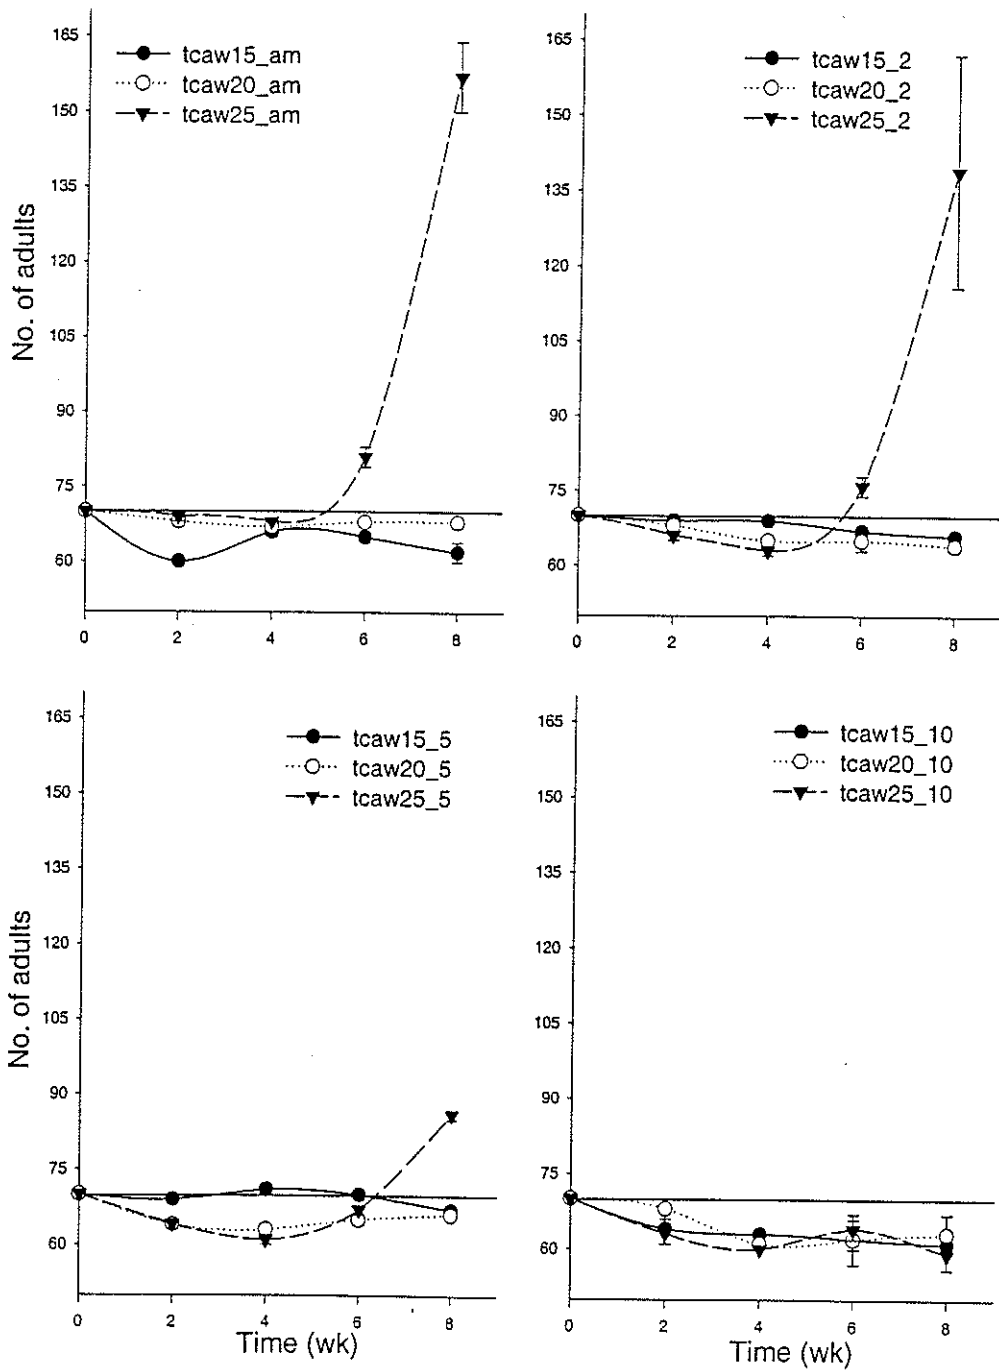 165
150
135
120
105
90
75
60
No. of adults
tcaw15_am
tcaw20_am
tcaw25_am
0 2 4 6 8
165
150
135
120
105
90
75
60
tcaw15_2
tcaw20_2
tcaw25_2
0 2 4 6 8
165
150
135
120
105
90
75
60
No. of adults
tcaw15_5
tcaw20_5
tcaw25_5
0 2 4 6 8
Time (wk)
165
150
135
120
105
90
75
60
tcaw15_10
tcaw20_10
tcaw25_10
0 2 4 6 8
Time (wk)